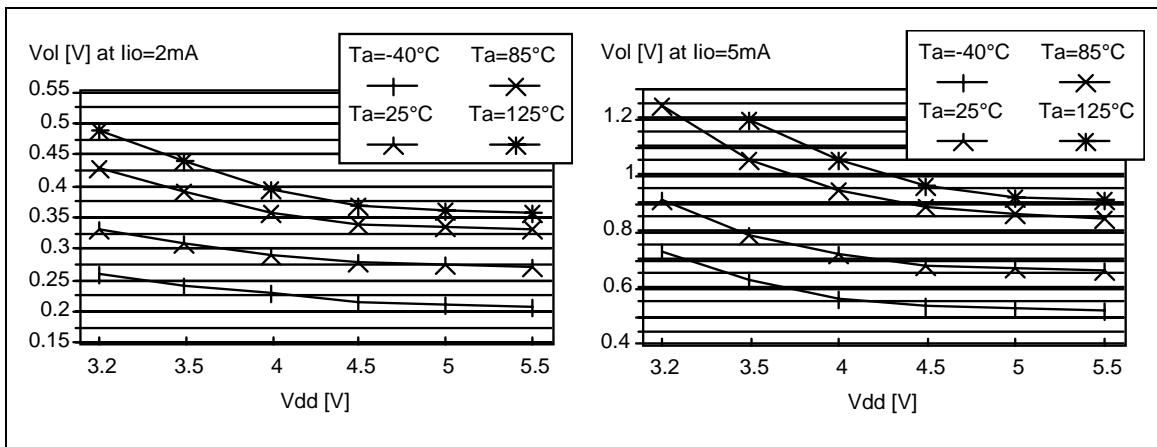 Vol [V] at Iio=2mA
Ta=-40°C Ta=85°C
Ta=25°C Ta=125°C
0.55
0.5
0.45
0.4
0.35
0.3
0.25
0.2
0.15
3.2 3.5 4 4.5 5 5.5
Vdd [V]
Vol [V] at Iio=5mA
Ta=-40°C Ta=85°C
Ta=25°C Ta=125°C
1.2
1
0.8
0.6
0.4
3.2 3.5 4 4.5 5 5.5
Vdd [V]